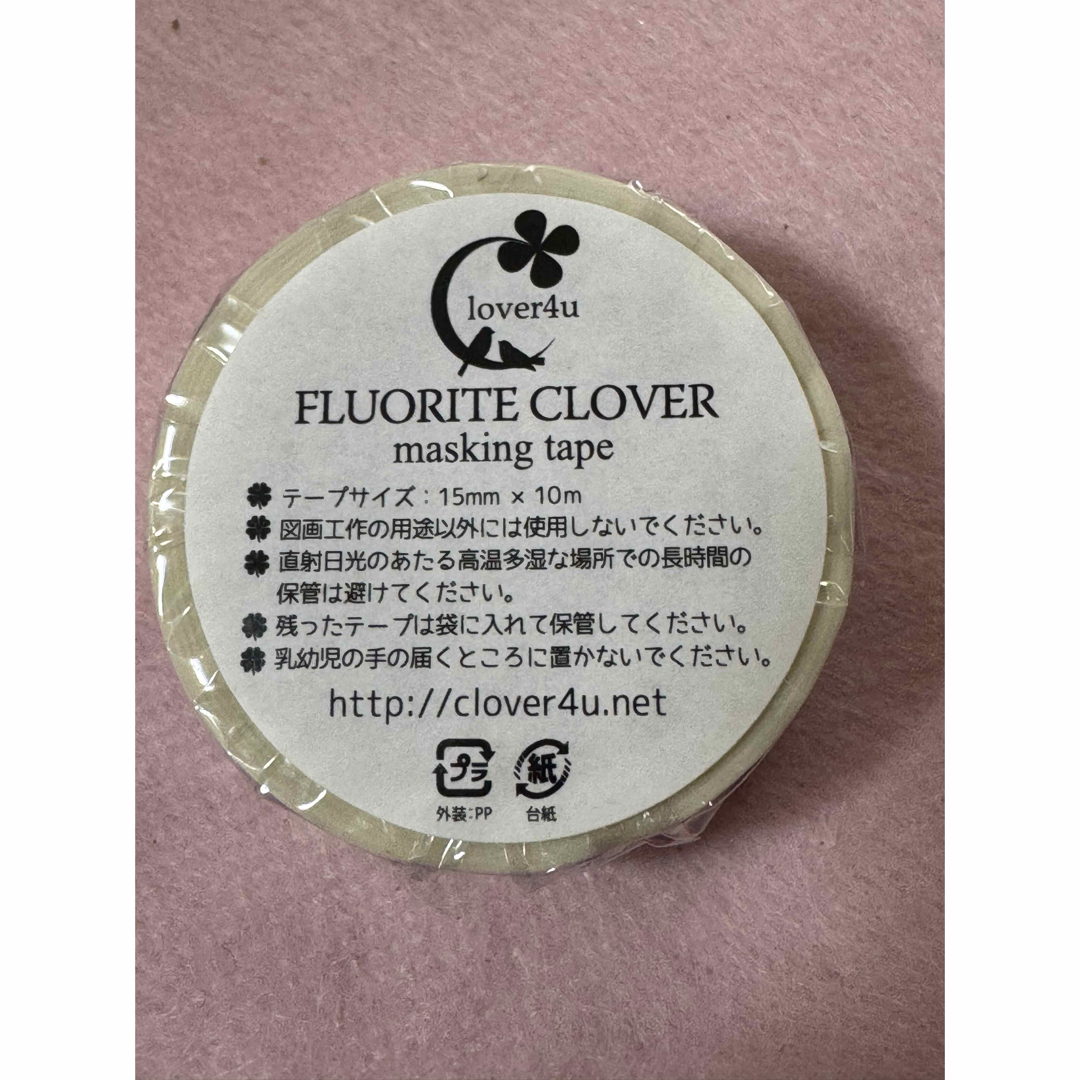 lover4u
FLUORITE CLOVER
masking tape
テープサイズ：15mm × 10m
図画工作の用途以外には使用しないでください。
直射日光のあたる高温多湿な場所での長時間の
保管は避けてください。
残ったテープは袋に入れて保管してください。
乳幼児の手の届くところに置かないでください。
http://clover4u.net
プラ 紙
外装：PP 台紙